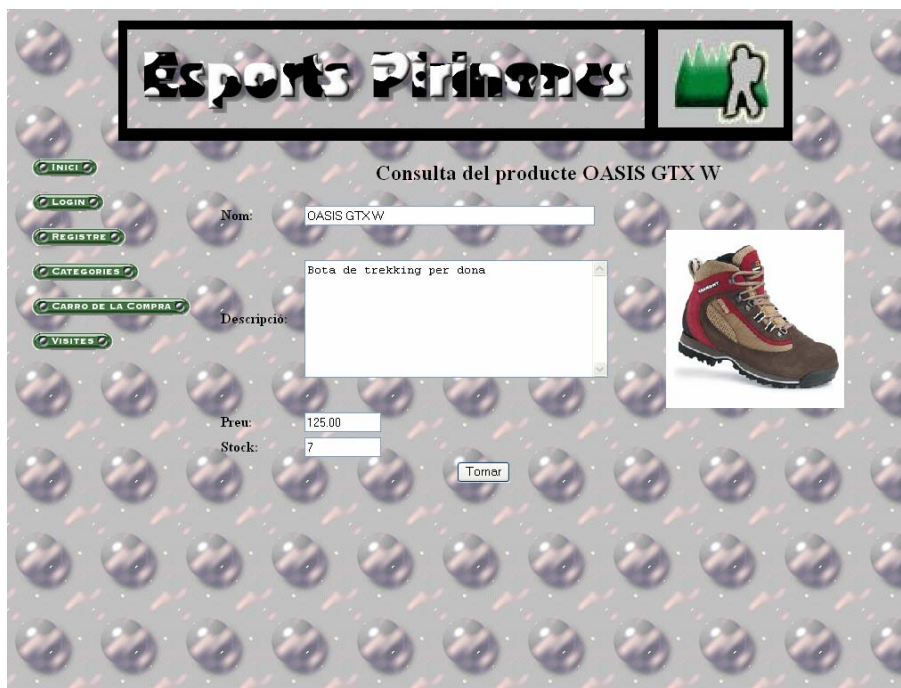 Esports Pirinencs
INICI
LOGIN
REGISTRE
CATEGORIES
CARRO DE LA COMPRA
VISITES
Consulta del producte OASIS GTX W
Nom:
OASIS GTX W
Descripció:
Bota de trekking per dona
Preu:
125.00
Stock:
7
Tornar